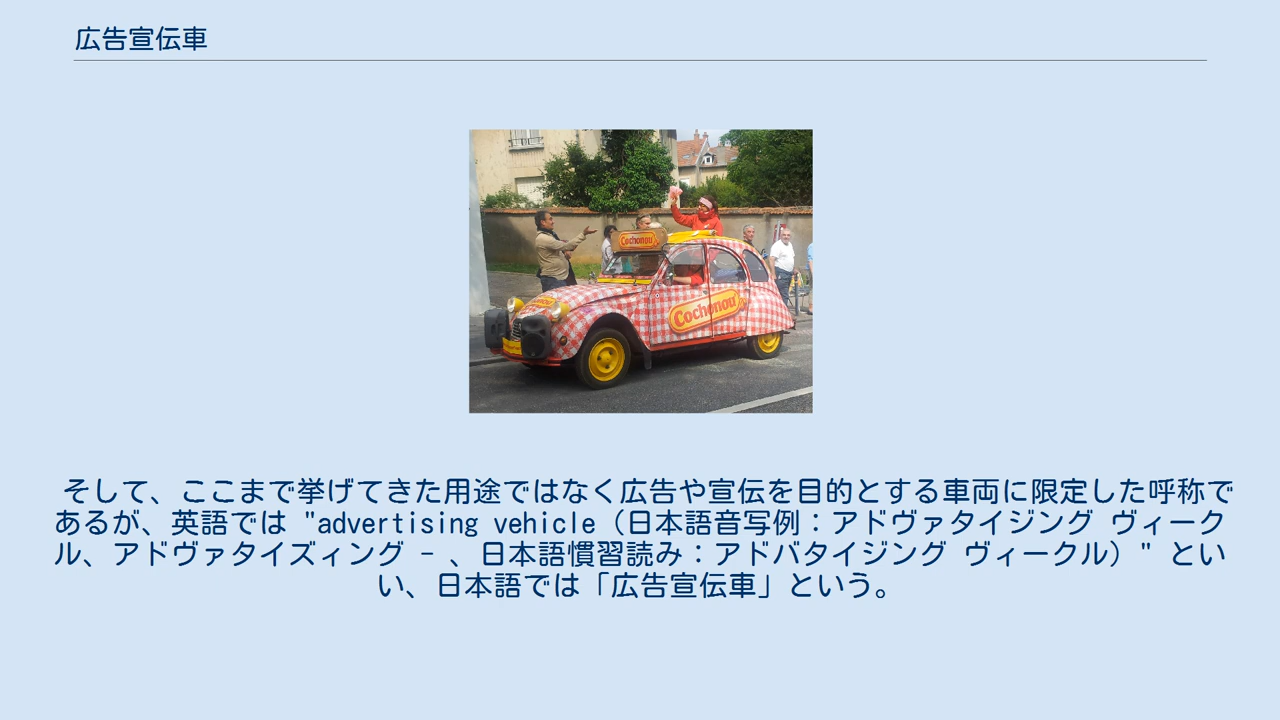 広告宣伝車
Cochonou
Cochonou
Cochonou
そして、ここまで挙げてきた用途ではなく広告や宣伝を目的とする車両に限定した呼称で
あるが、英語では "advertising vehicle（日本語音写例：アドヴァタイジング ヴィーク
ル、アドヴァタイズィング － 、日本語慣習読み：アドバタイジング ヴィークル）" とい
い、日本語では「広告宣伝車」という。